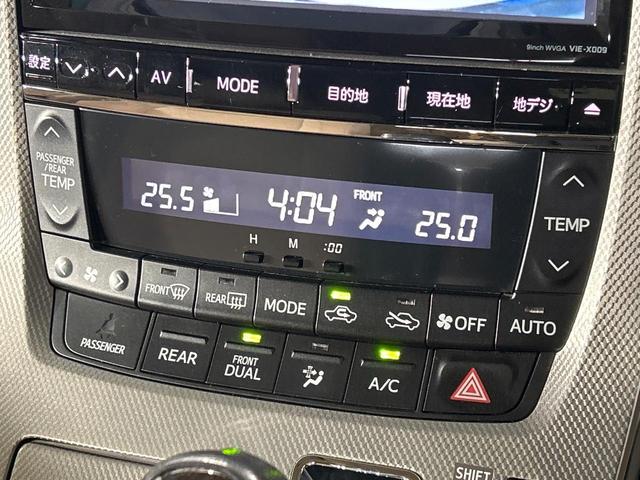 9inch WVGA VIE-X009
設定 AV MODE 目的地 現在地 地デジ
PASSENGER
/REAR
TEMP
25.5 4:04 FRONT 25.0
TEMP
H M :00
FRONT REAR MODE OFF AUTO
PASSENGER REAR FRONT
DUAL A/C
SHIFT